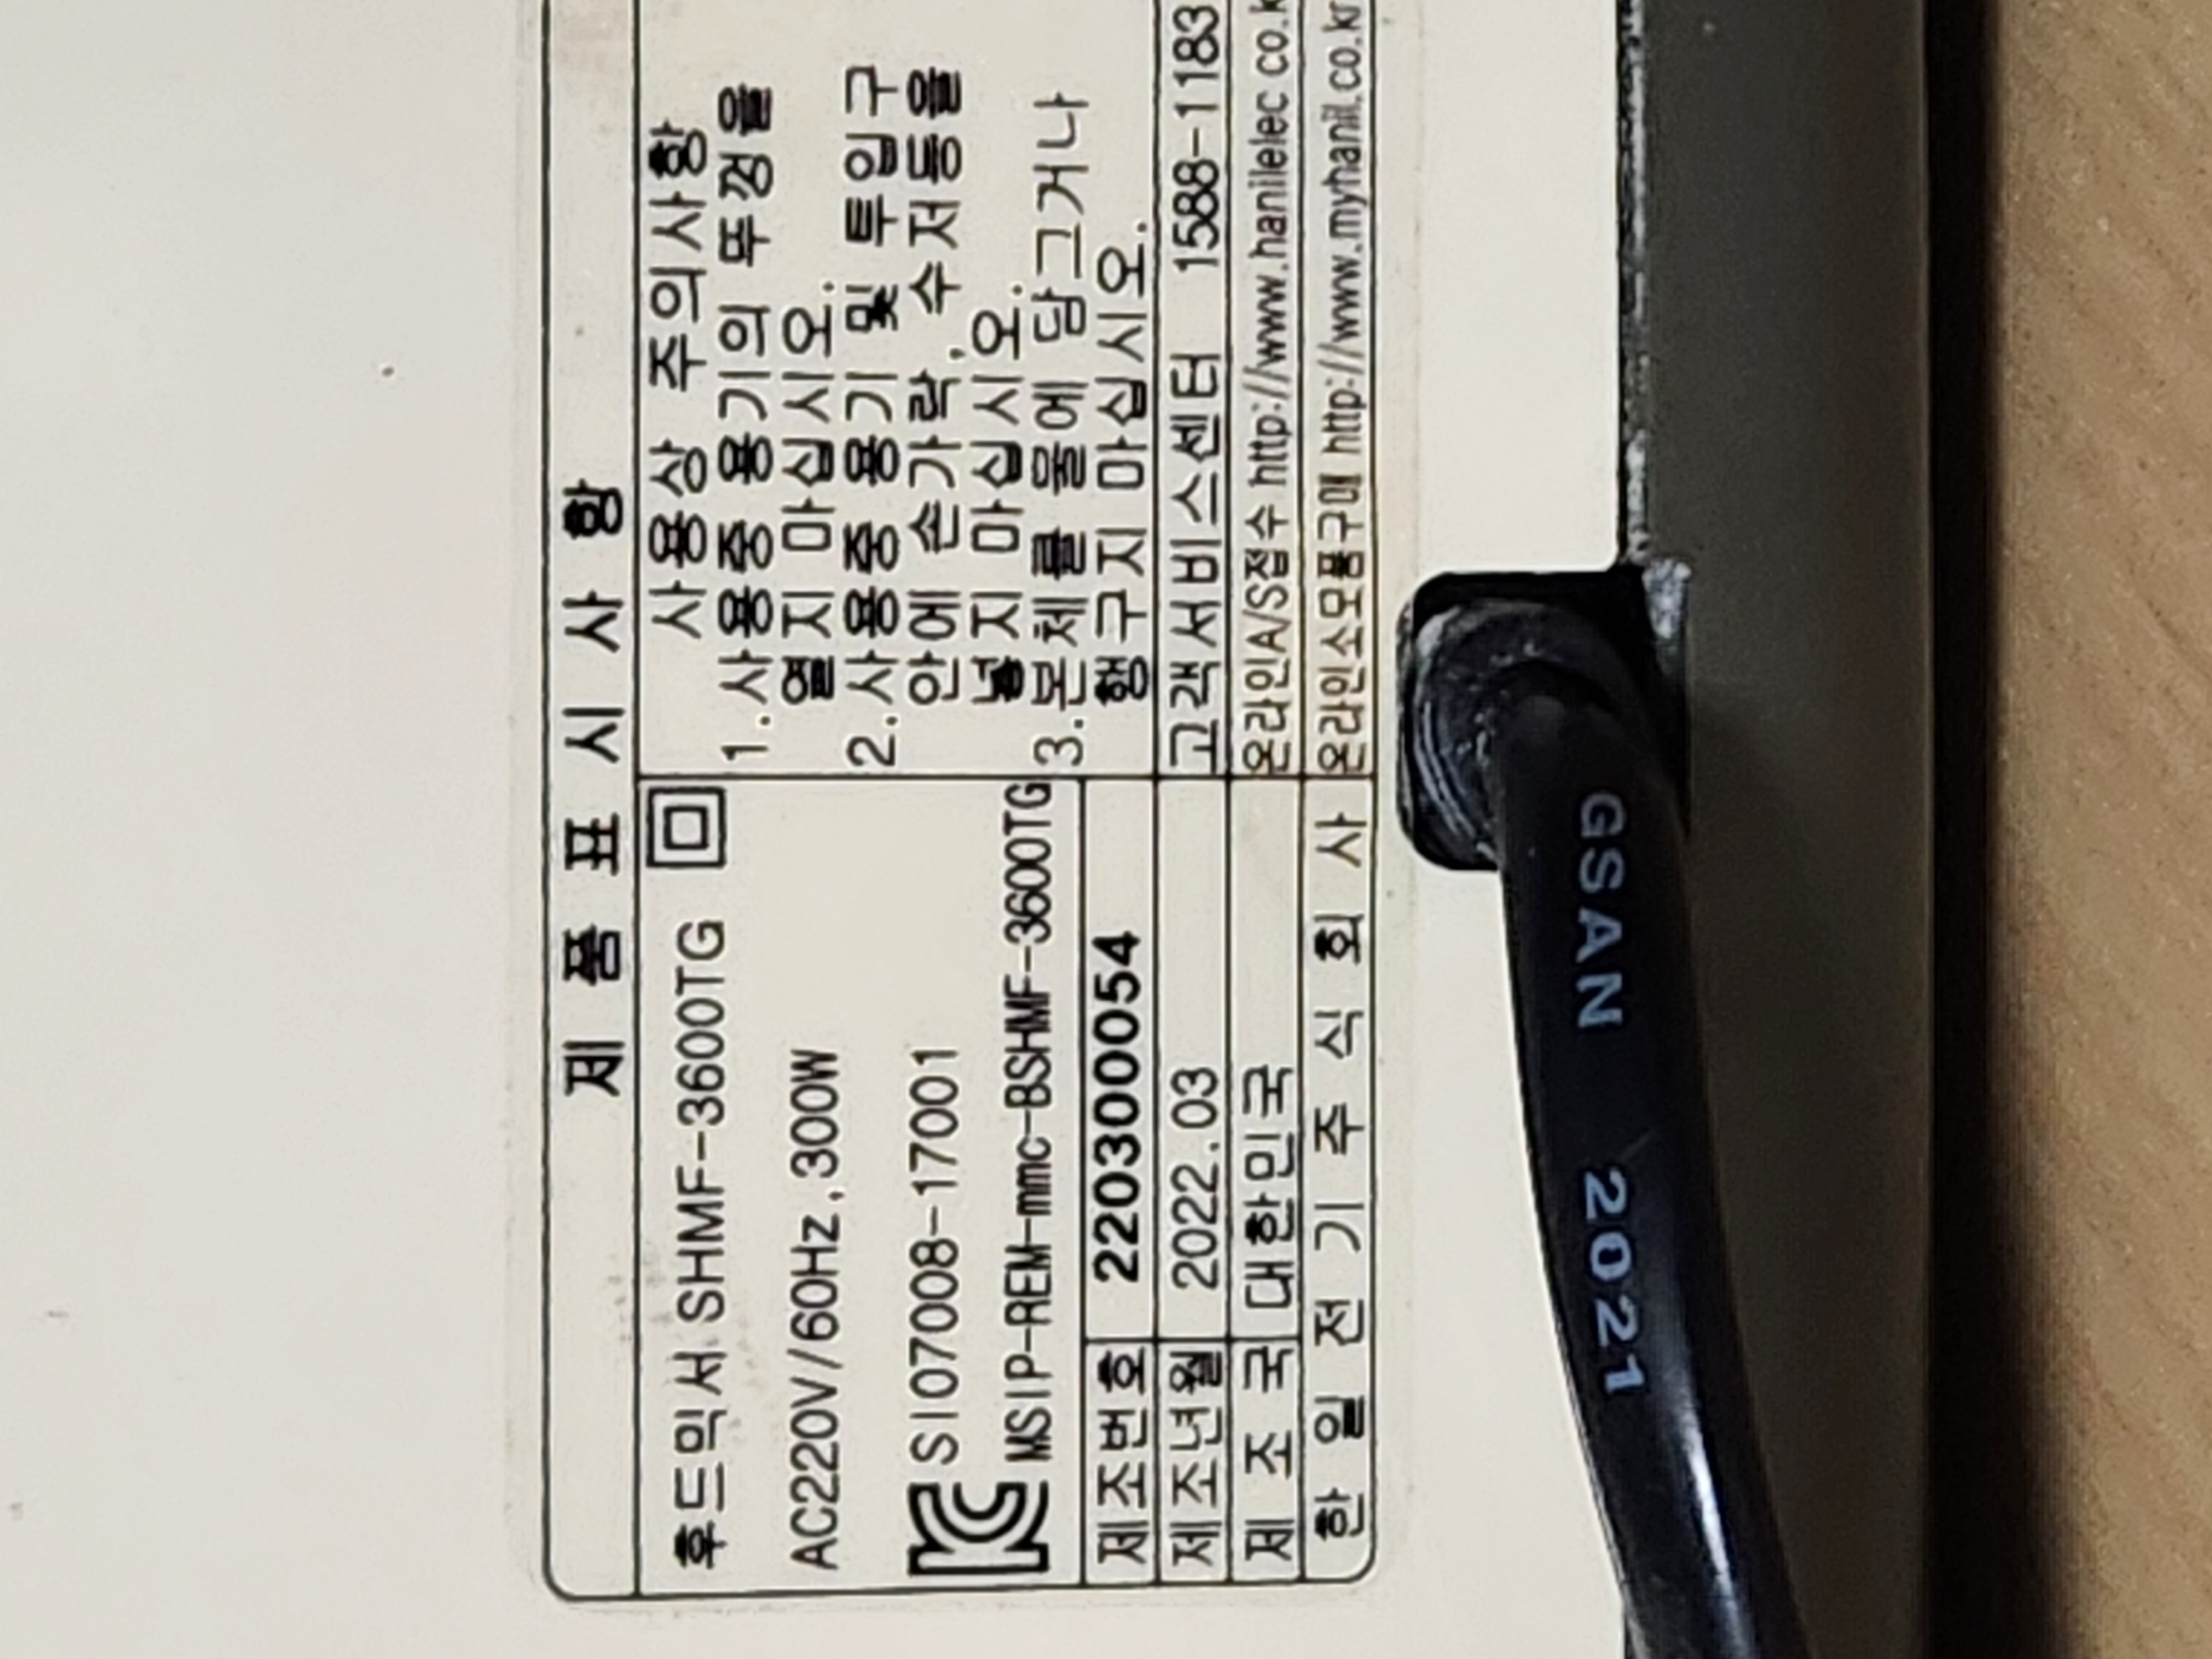 제 품 표 시 사 항
후드믹서 SHMF-3600TG
AC220V/60Hz,300W
SI07008-17001
MSIP-REM-mmc-BSHMF-3600TG
제조번호 2203000054
제조년월 2022.03
제 조 국 대한민국
한 일 전 기 주 식 회 사
사용상 주의사항
1.사용중 용기의 뚜껑을
열지 마십시오.
2.사용중 용기 및 투입구
안에 손가락, 수저등을
넣지 마십시오.
3.본체를 물에 담그거나
헹구지 마십시오.
고객서비스센터 1588-1183
온라인A/S접수 http://www.hanilelec.co.k
온라인소모품구매 http://www.myhanil.co.kr
GSAN 2021